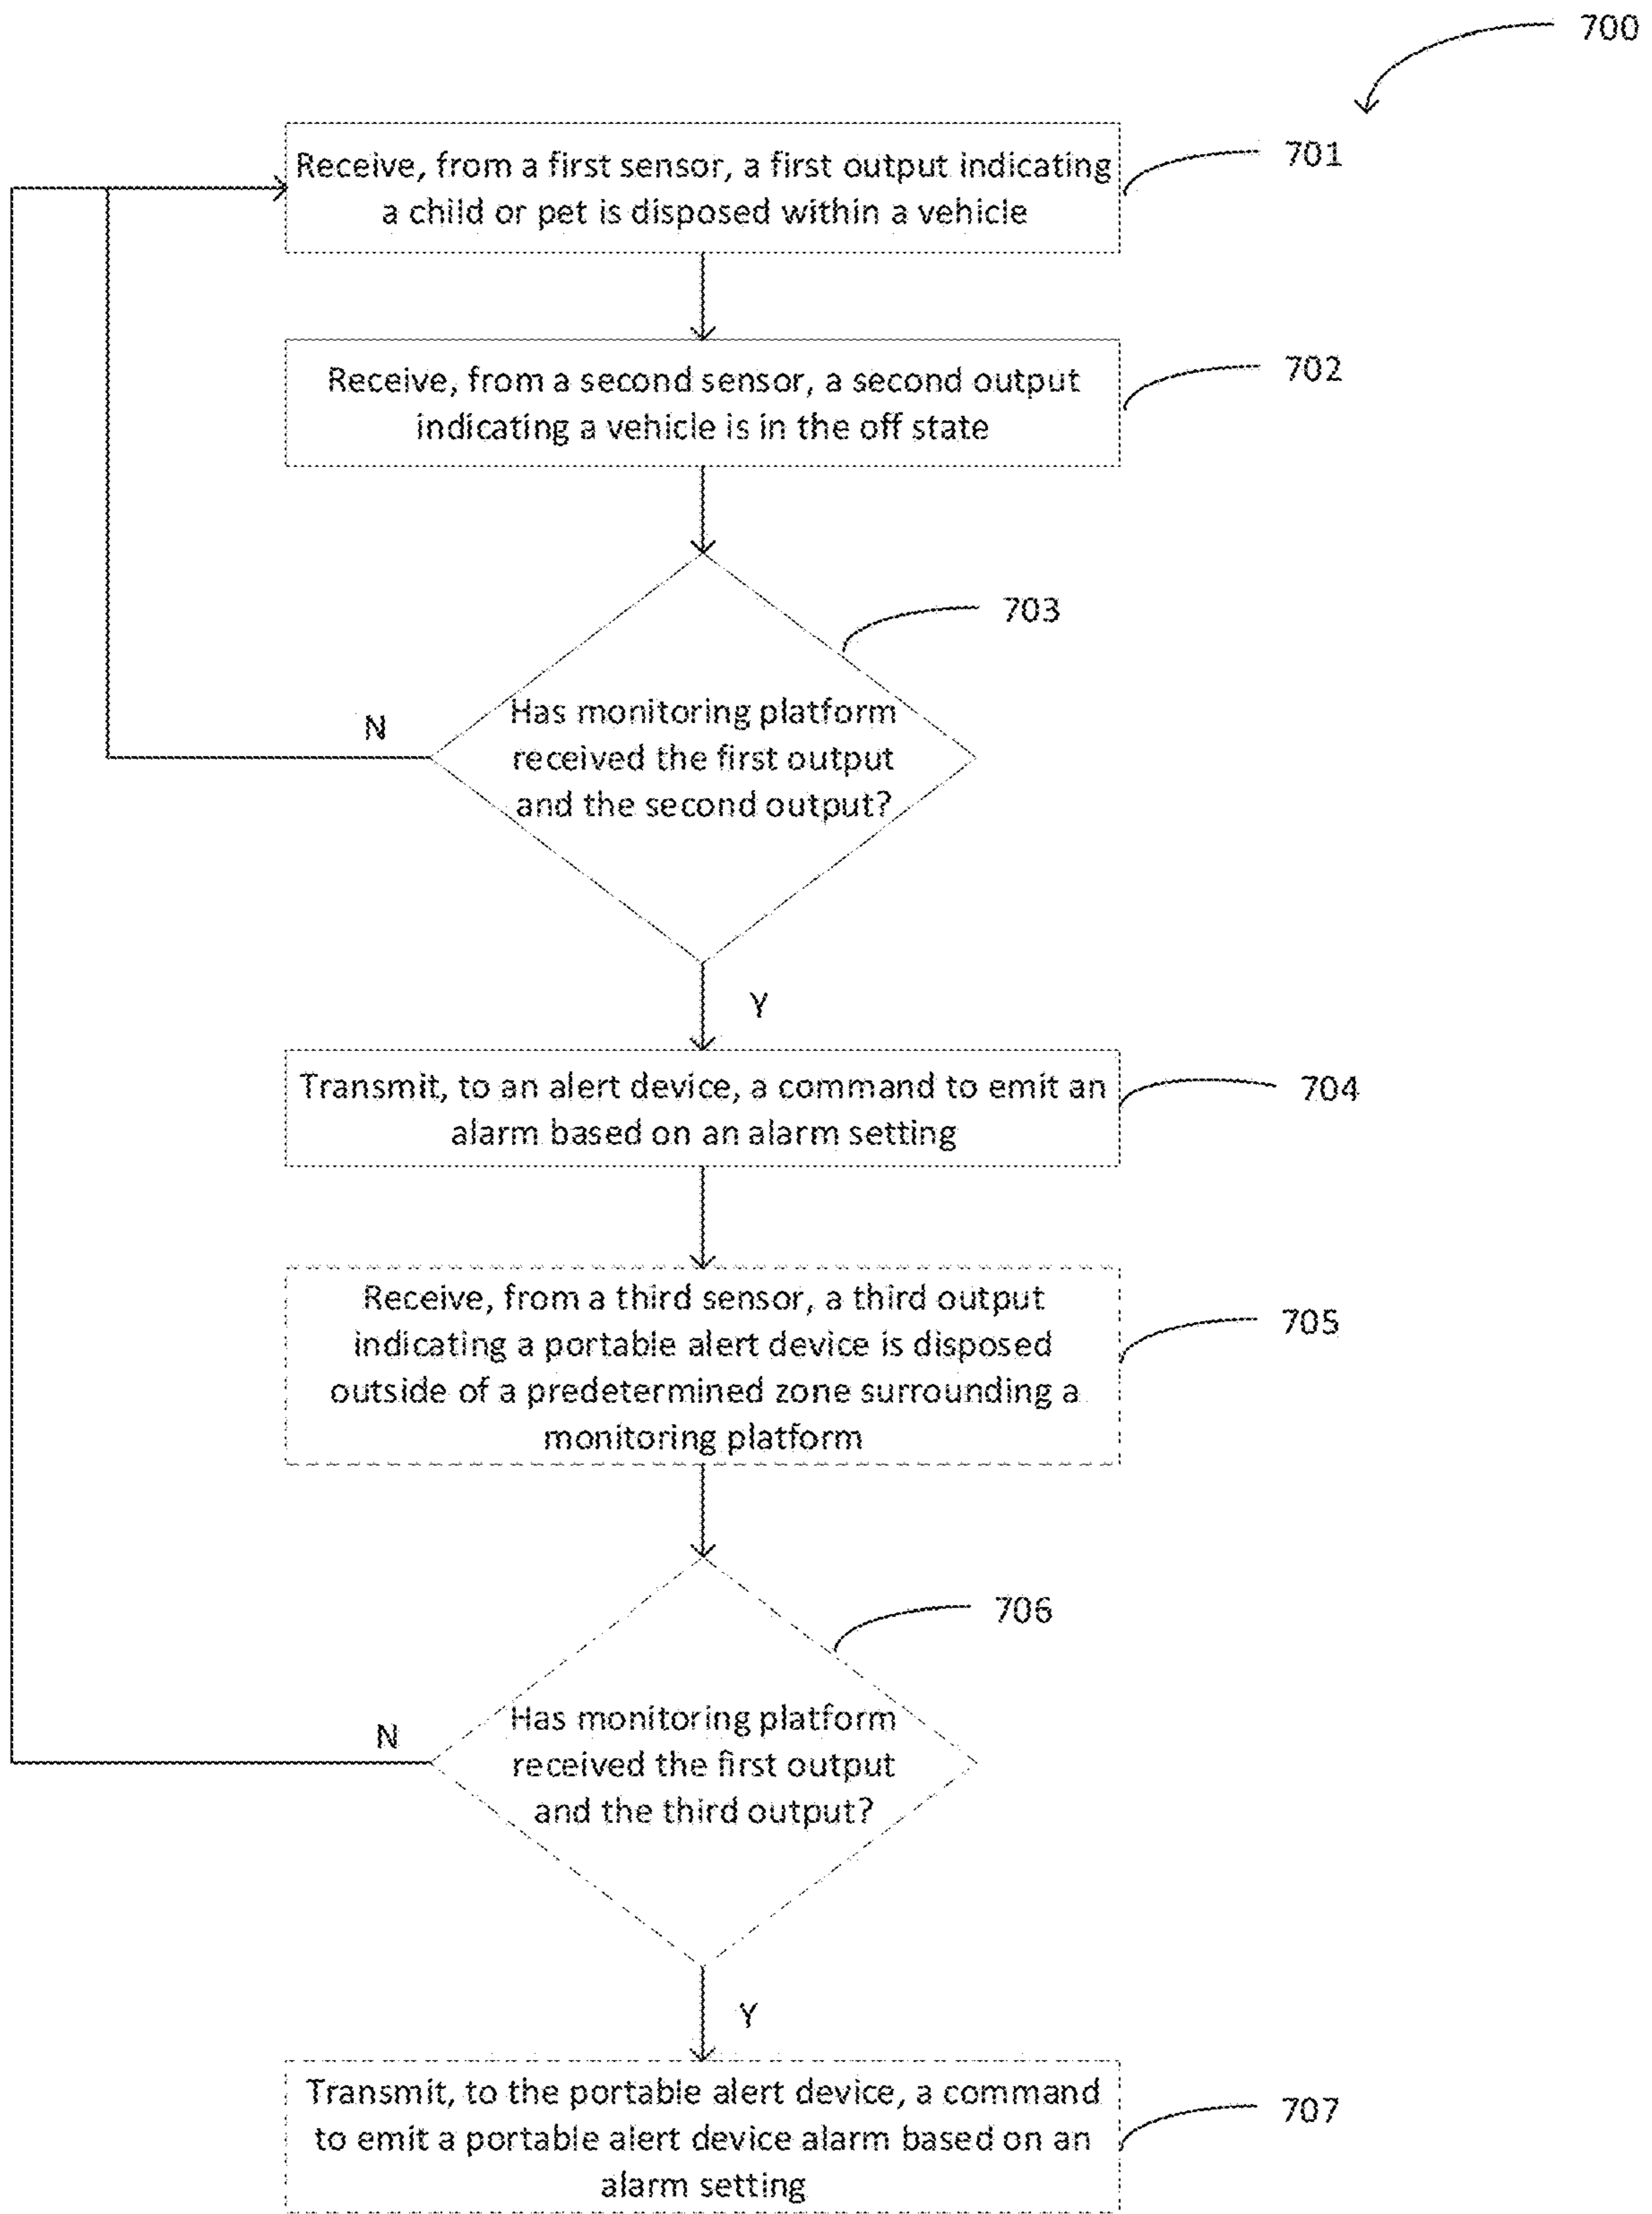 700
Receive, from a first sensor, a first output indicating
a child or pet is disposed within a vehicle
701
Receive, from a second sensor, a second output
indicating a vehicle is in the off state
702
703
Has monitoring platform
received the first output
and the second output?
N
Y
Transmit, to an alert device, a command to emit an
alarm based on an alarm setting
704
Receive, from a third sensor, a third output
indicating a portable alert device is disposed
outside of a predetermined zone surrounding a
monitoring platform
705
706
Has monitoring platform
received the first output
and the third output?
N
Y
Transmit, to the portable alert device, a command
to emit a portable alert device alarm based on an
alarm setting
707